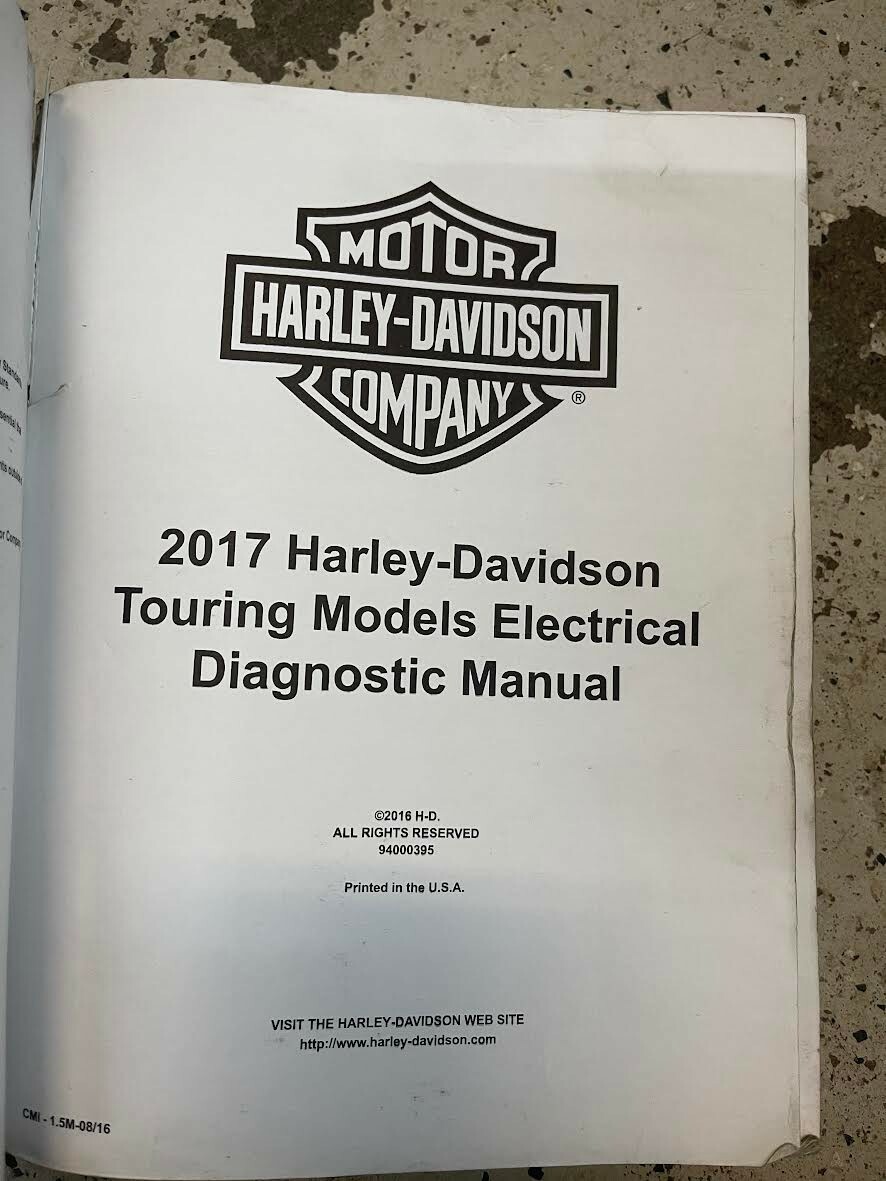 MOTOR
HARLEY-DAVIDSON
COMPANY
®
2017 Harley-Davidson
Touring Models Electrical
Diagnostic Manual
©2016 H-D.
ALL RIGHTS RESERVED
94000395
Printed in the U.S.A.
VISIT THE HARLEY-DAVIDSON WEB SITE
http://www.harley-davidson.com
CMI - 1.5M-08/16